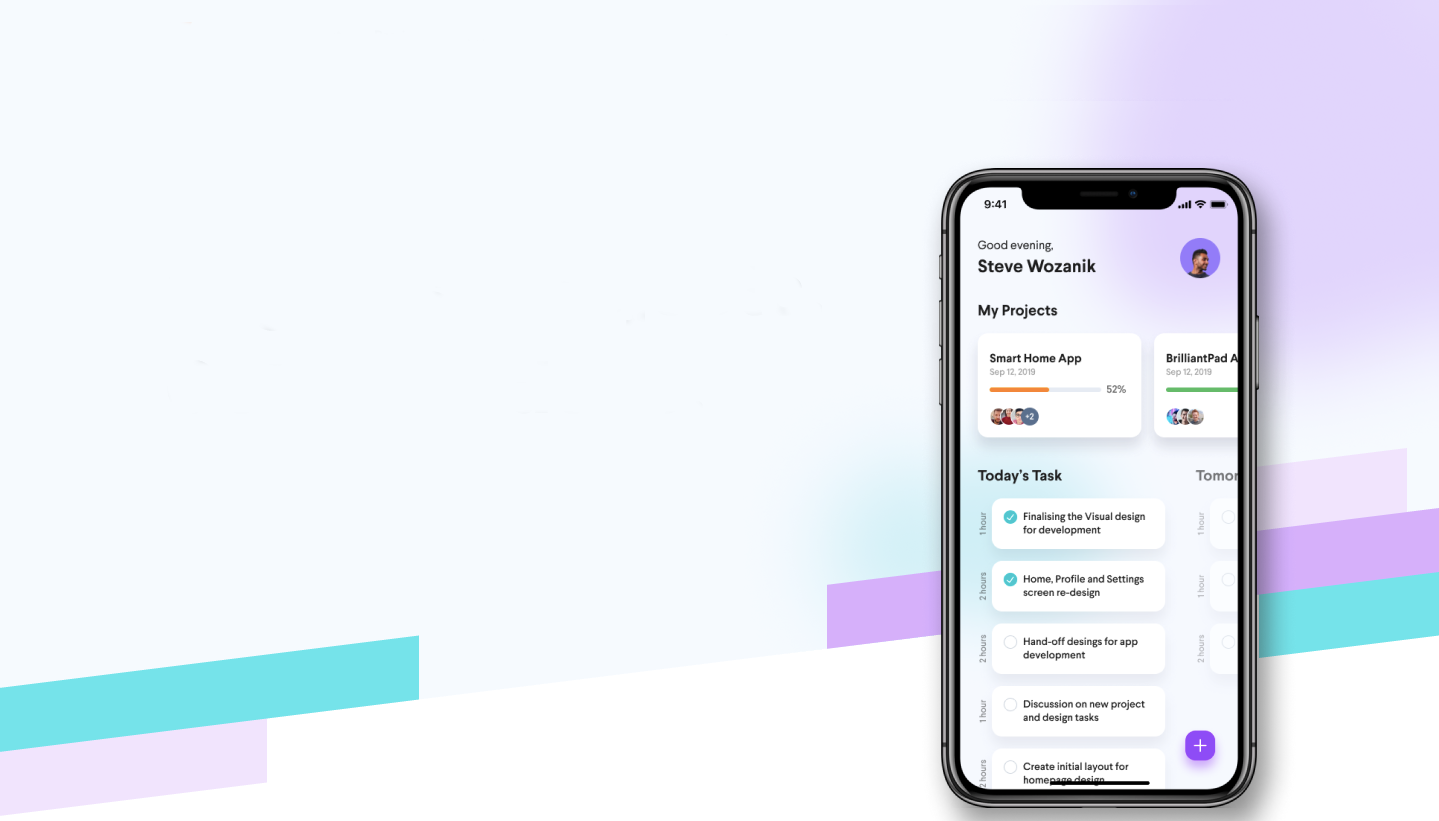 9:41
Good evening,
Steve Wozanik
My Projects
Smart Home App
Sep 12, 2019
52%
+2
BrilliantPad A
Sep 12, 2019
Today's Task
Tomor
1 hour
Finalising the Visual design
for development
1 hour
2 hours
Home, Profile and Settings
screen re-design
1 hour
2 hours
Hand-off desings for app
development
2 hours
1 hour
Discussion on new project
and design tasks
2 hours
Create initial layout for
homepage design